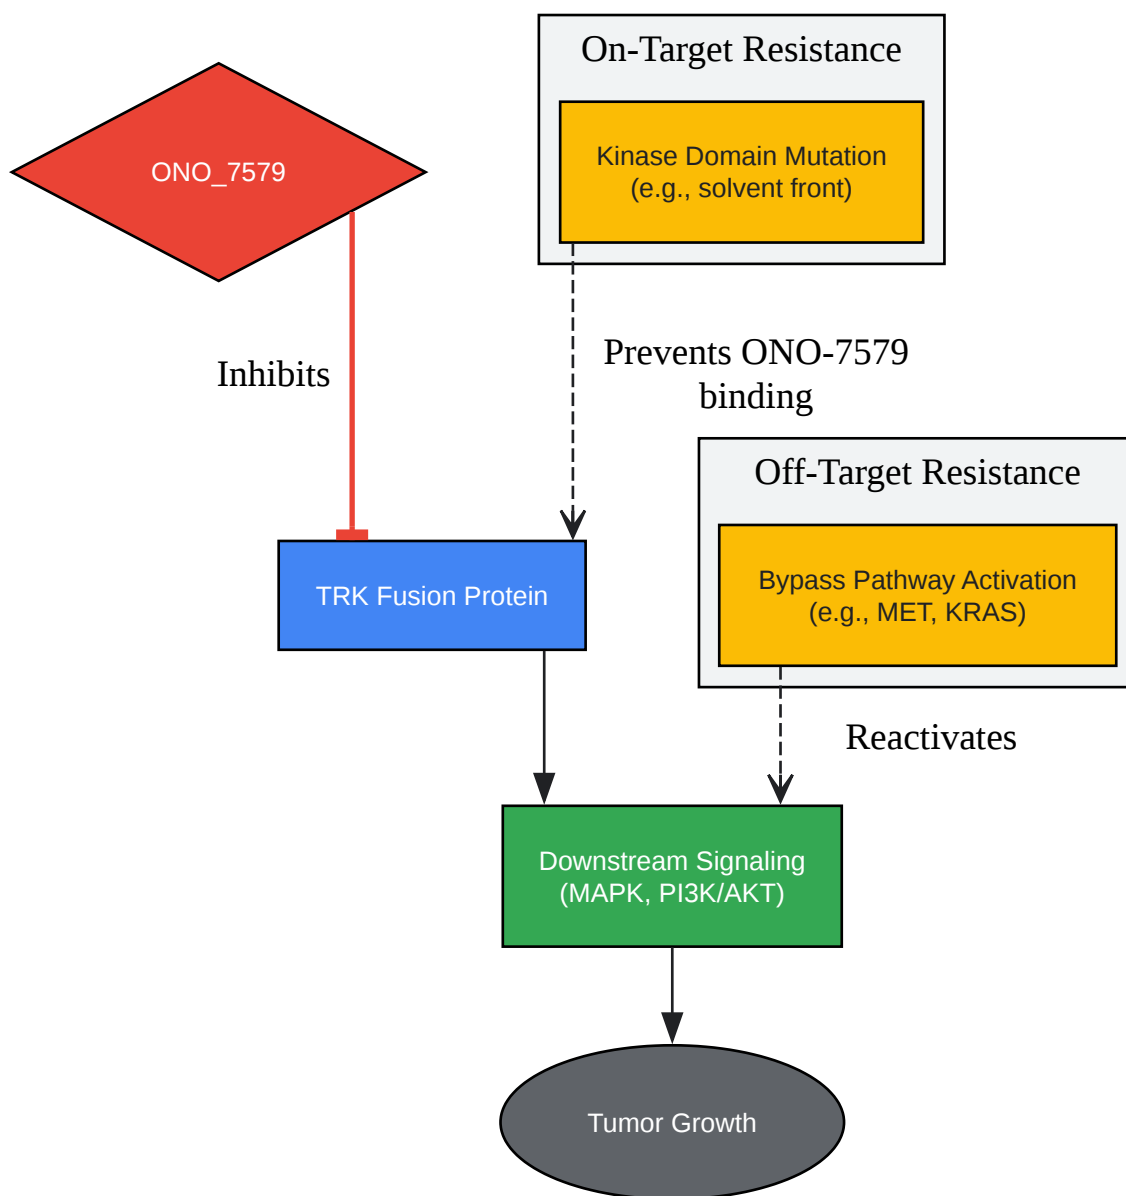 On-Target Resistance
Kinase Domain Mutation
(e.g., solvent front)
ONO_7579
Inhibits
Prevents ONO-7579
binding
Off-Target Resistance
Bypass Pathway Activation
(e.g., MET, KRAS)
TRK Fusion Protein
Reactivates
Downstream Signaling
(MAPK, PI3K/AKT)
Tumor Growth